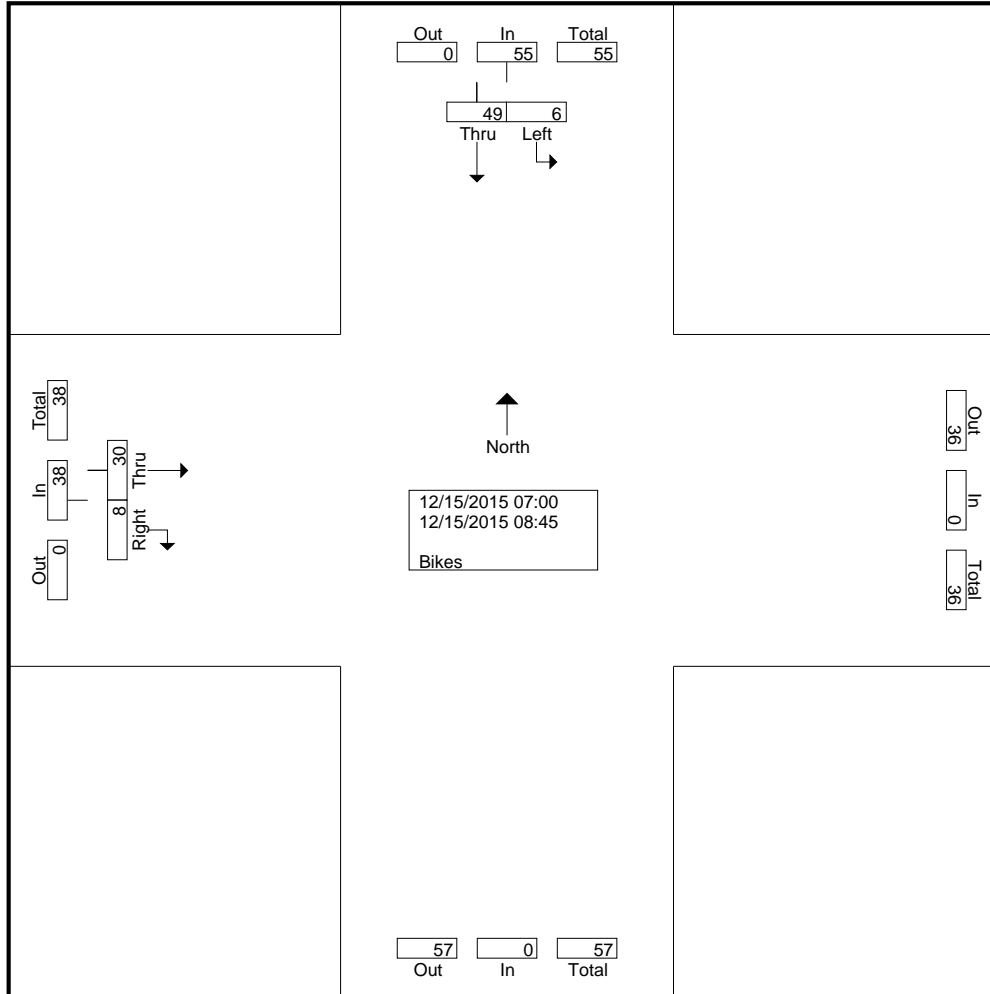 Out In Total
0 55 55
49 6
Thru Left
Total In Out
38 38 0
30 8
Thru Right
North
12/15/2015 07:00
12/15/2015 08:45
Bikes
Out In Total
36 0 36
57 0 57
Out In Total